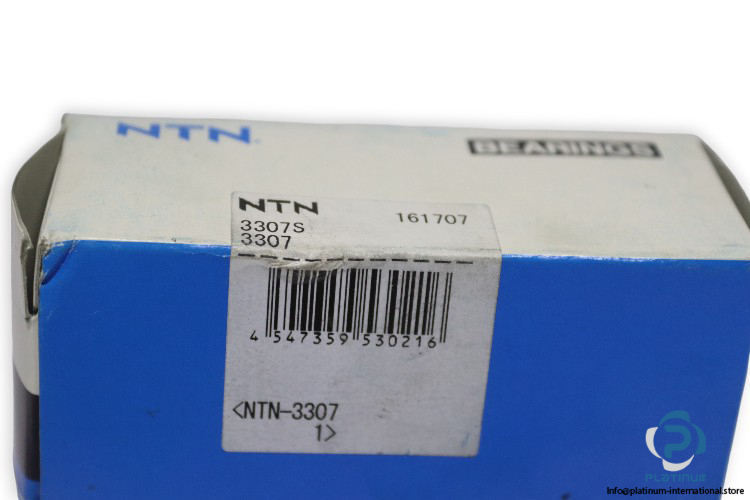 NTN
BEARINGS
NTN 161707
3307S
3307
4 547359 530216
<NTN-3307
1>
PLATINUM
info@platinum-international.store